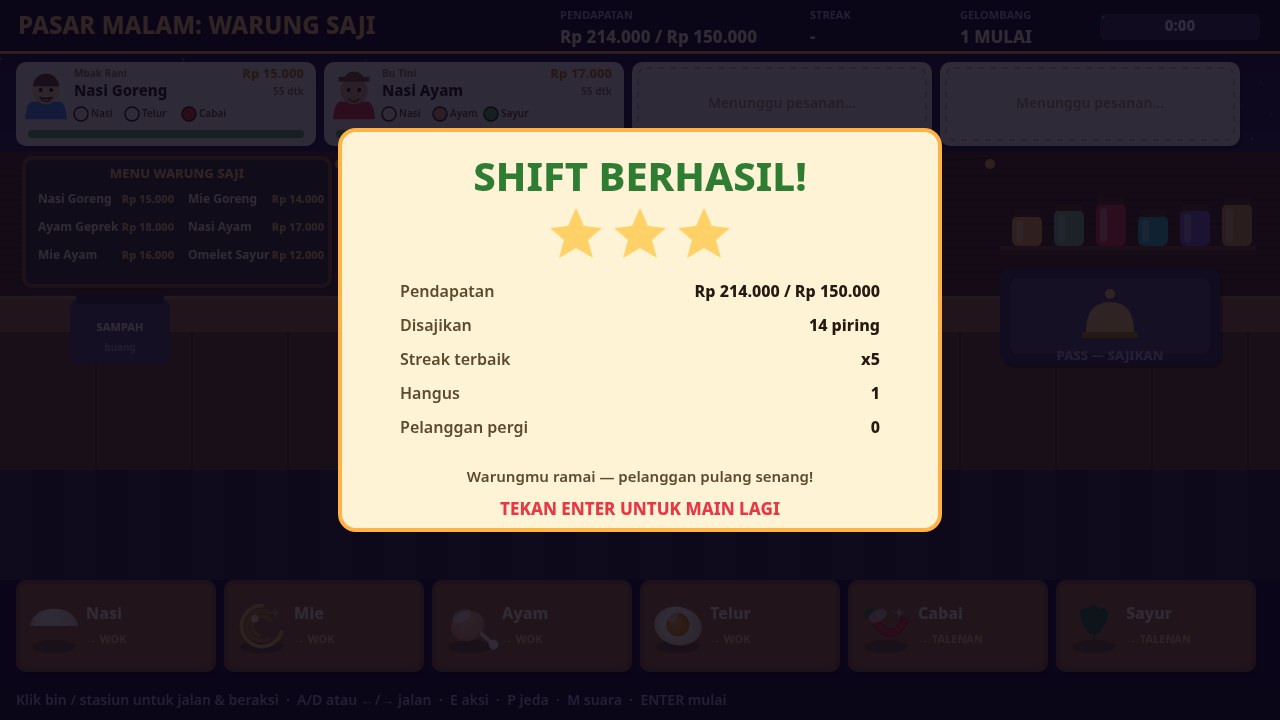 PASAR MALAM: WARUNG SAJI
PENDAPATAN
Rp 214.000 / Rp 150.000
STREAK
-
GELOMBANG
1 MULAI
0:00
Mbak Rani
Rp 15.000
Nasi Goreng
55 dtk
Nasi Telur Cabai
Bu Tini
Rp 17.000
Nasi Ayam
55 dtk
Nasi Ayam Sayur
Menunggu pesanan...
Menunggu pesanan...
MENU WARUNG SAJI
Nasi Goreng Rp 15.000 Mie Goreng Rp 14.000
Ayam Geprek Rp 18.000 Nasi Ayam Rp 17.000
Mie Ayam Rp 16.000 Omelet Sayur Rp 12.000
SAMPAH
buang
SHIFT BERHASIL!
Pendapatan Rp 214.000 / Rp 150.000
Disajikan 14 piring
Streak terbaik x5
Hangus 1
Pelanggan pergi 0
Warungmu ramai — pelanggan pulang senang!
TEKAN ENTER UNTUK MAIN LAGI
PASS — SAJIKAN
Nasi
→ WOK
Mie
→ WOK
Ayam
→ WOK
Telur
→ WOK
Cabai
→ TALENAN
Sayur
→ TALENAN
Klik bin / stasiun untuk jalan & beraksi · A/D atau ←/→ jalan · E aksi · P jeda · M suara · ENTER mulai